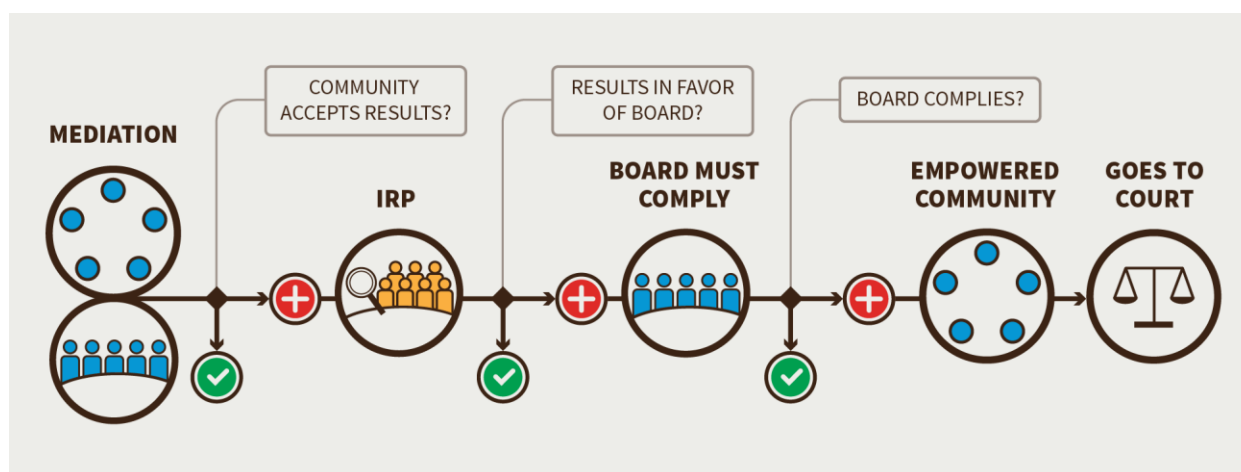 MEDIATION
COMMUNITY
ACCEPTS RESULTS?
IRP
RESULTS IN FAVOR
OF BOARD?
BOARD MUST
COMPLY
BOARD COMPLIES?
EMPOWERED
COMMUNITY
GOES TO
COURT